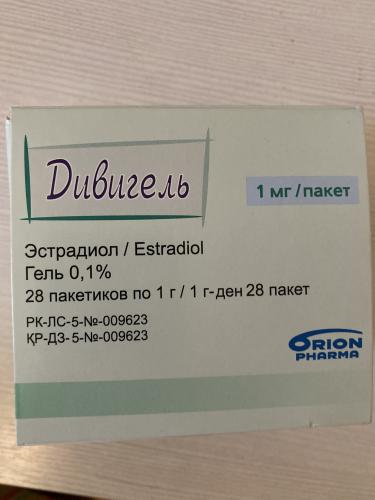 Дивигель
1 мг/пакет
Эстрадиол / Estradiol
Гель 0,1%
28 пакетиков по 1 г / 1 г-ден 28 пакет
РК-ЛС-5-№-009623
ҚР-ДЗ-5-№-009623
ORION
PHARMA